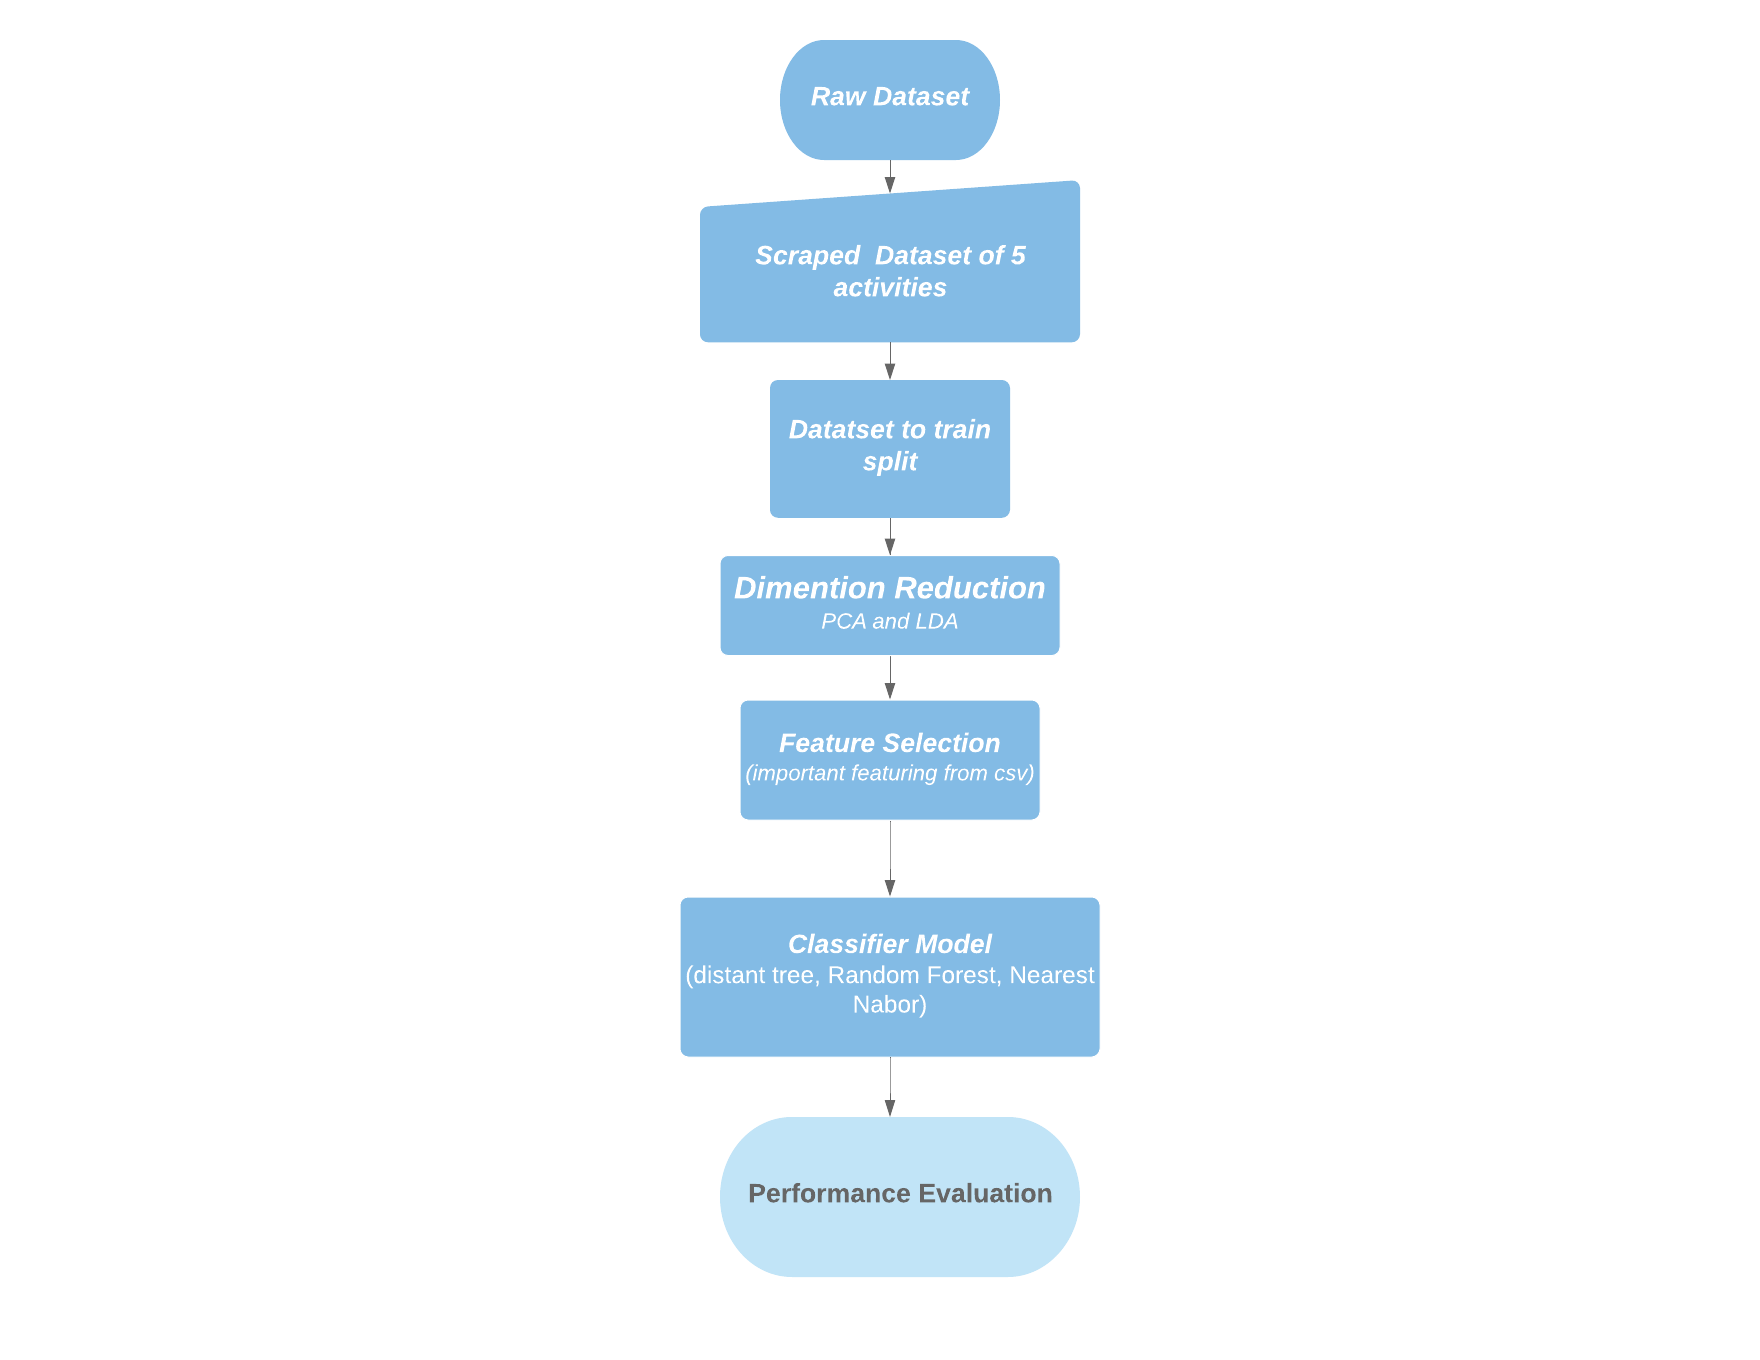 Raw Dataset
Scraped  Dataset of 5
activities
Datatset to train
split
Dimention Reduction
PCA and LDA
Feature Selection
(important featuring from csv)
Classifier Model
(distant tree, Random Forest, Nearest
Nabor)
Performance Evaluation